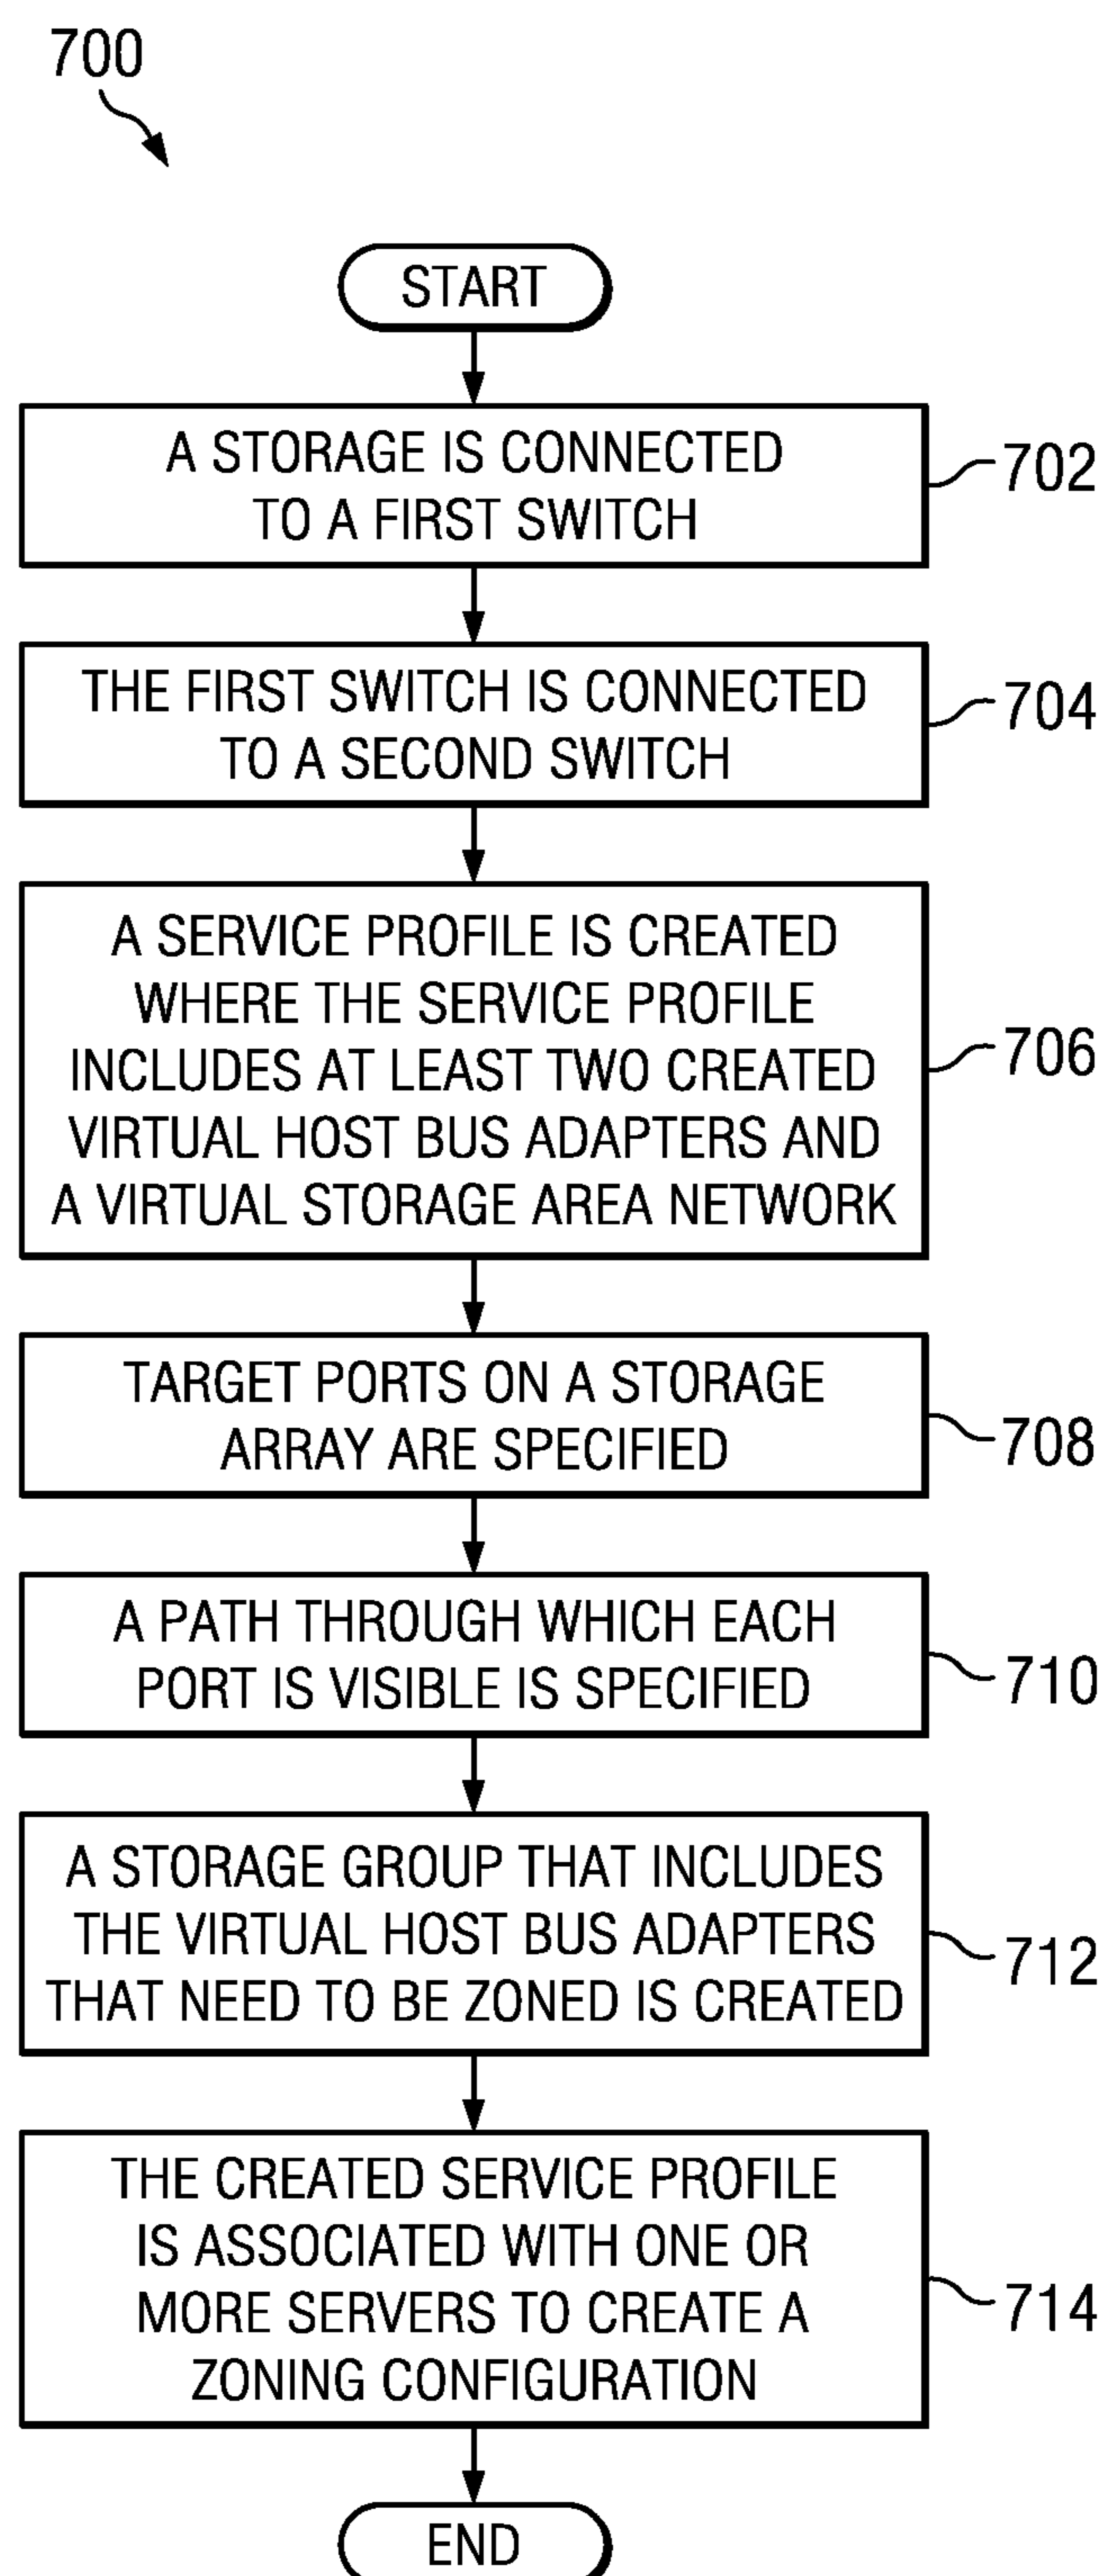 700
START
A STORAGE IS CONNECTED
TO A FIRST SWITCH
702
THE FIRST SWITCH IS CONNECTED
TO A SECOND SWITCH
704
A SERVICE PROFILE IS CREATED
WHERE THE SERVICE PROFILE
INCLUDES AT LEAST TWO CREATED
VIRTUAL HOST BUS ADAPTERS AND
A VIRTUAL STORAGE AREA NETWORK
706
TARGET PORTS ON A STORAGE
ARRAY ARE SPECIFIED
708
A PATH THROUGH WHICH EACH
PORT IS VISIBLE IS SPECIFIED
710
A STORAGE GROUP THAT INCLUDES
THE VIRTUAL HOST BUS ADAPTERS
THAT NEED TO BE ZONED IS CREATED
712
THE CREATED SERVICE PROFILE
IS ASSOCIATED WITH ONE OR
MORE SERVERS TO CREATE A
ZONING CONFIGURATION
714
END